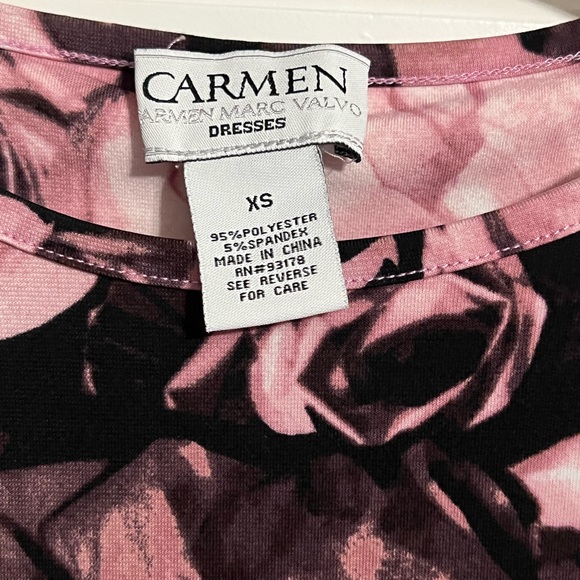 CARMEN
CARMEN MARC VALVO
DRESSES
XS
95%POLYESTER
5%SPANDEX
MADE IN CHINA
RN#93178
SEE REVERSE
FOR CARE